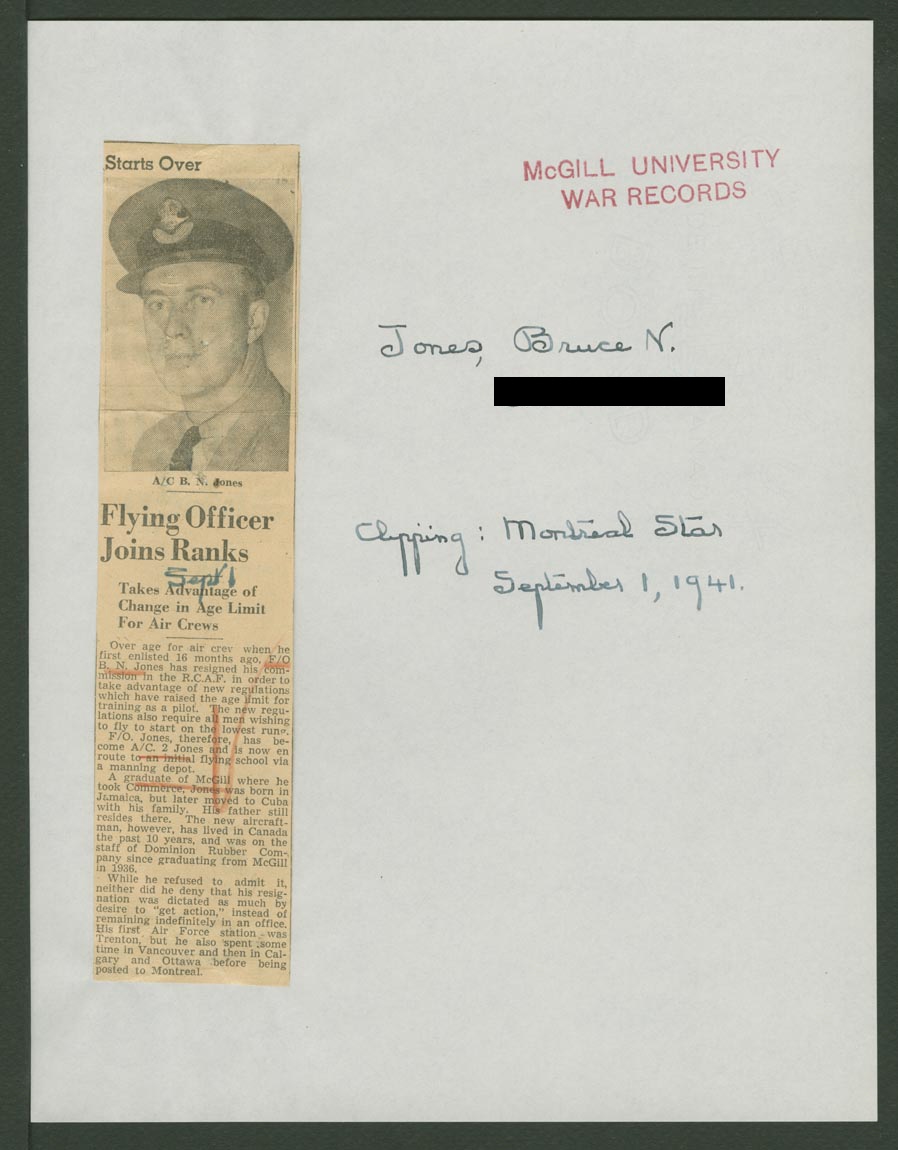 Starts Over
A/C B. N. Jones
Flying Officer
Joins Ranks
Sept 1
Takes Advantage of
Change in Age Limit
For Air Crews
Over age for air crew when he
first enlisted 16 months ago, F/O
B. N. Jones has resigned his com-
mission in the R.C.A.F. in order to
take advantage of new regulations
which have raised the age limit for
training as a pilot. The new regu-
lations also require all men wishing
to fly to start on the lowest rung.
F/O. Jones, therefore, has be-
come A/C. 2 Jones and is now en
route to an initial flying school via
a manning depot.
A graduate of McGill where he
took Commerce, Jones was born in
Jamaica, but later moved to Cuba
with his family. His father still
resides there. The new aircraft-
man, however, has lived in Canada
the past 10 years, and was on the
staff of Dominion Rubber Com-
pany since graduating from McGill
in 1936.
While he refused to admit it,
neither did he deny that his resig-
nation was dictated as much by
desire to "get action," instead of
remaining indefinitely in an office.
His first Air Force station was
Trenton, but he also spent some
time in Vancouver and then in Cal-
gary and Ottawa before being
posted to Montreal.
McGILL UNIVERSITY
WAR RECORDS
Jones, Bruce N.
Clipping: Montreal Star
September 1, 1941.